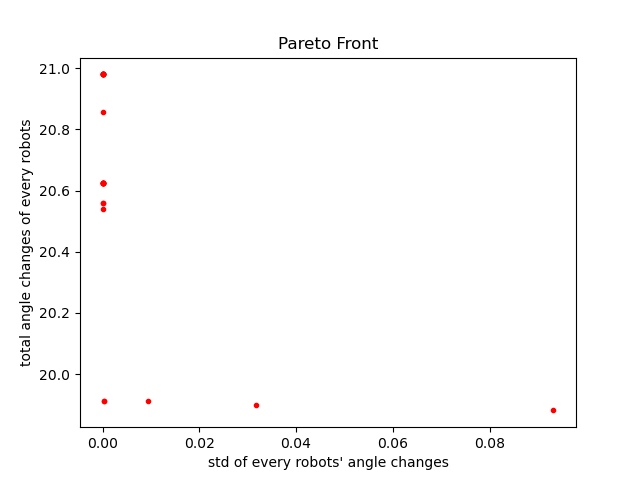 Pareto Front
total angle changes of every robots
21.0
20.8
20.6
20.4
20.2
20.0
0.00 0.02 0.04 0.06 0.08
std of every robots' angle changes